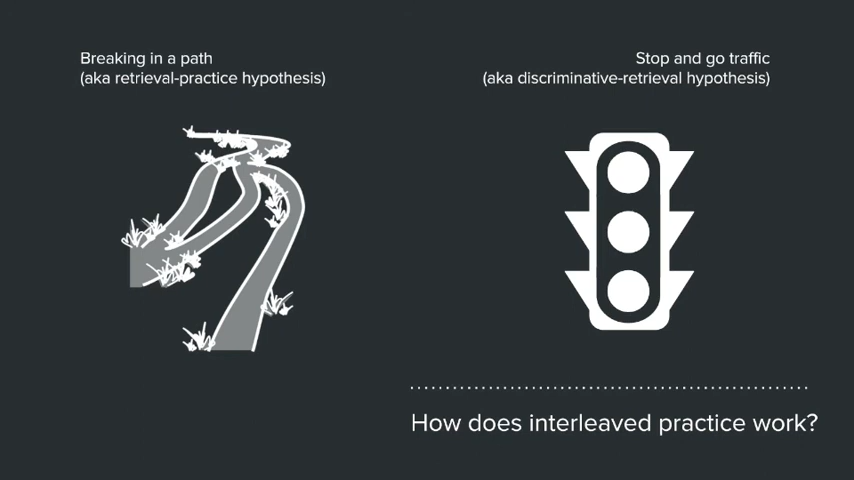 Breaking in a path
(aka retrieval-practice hypothesis)
Stop and go traffic
(aka discriminative-retrieval hypothesis)
How does interleaved practice work?